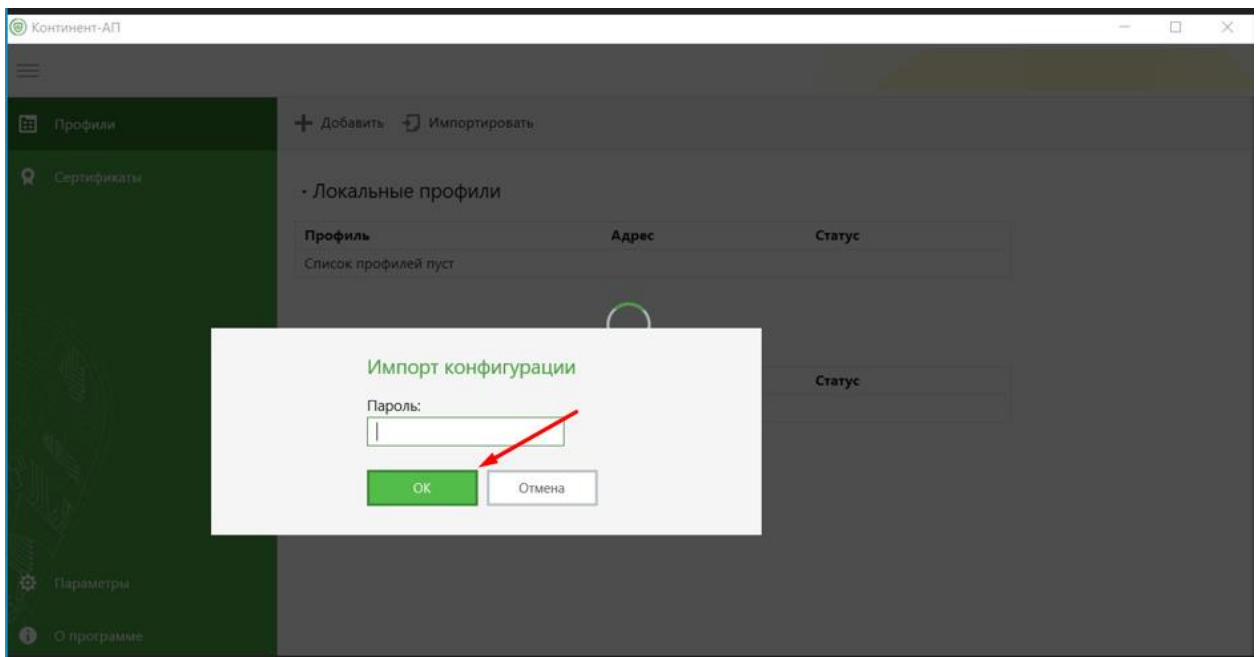 Континент-АП
Профили
Добавить Импортировать
Сертификаты
Локальные профили
Профиль Адрес Статус
Список профилей пуст
Статус
Импорт конфигурации
Пароль:
ОК Отмена
Параметры
О программе